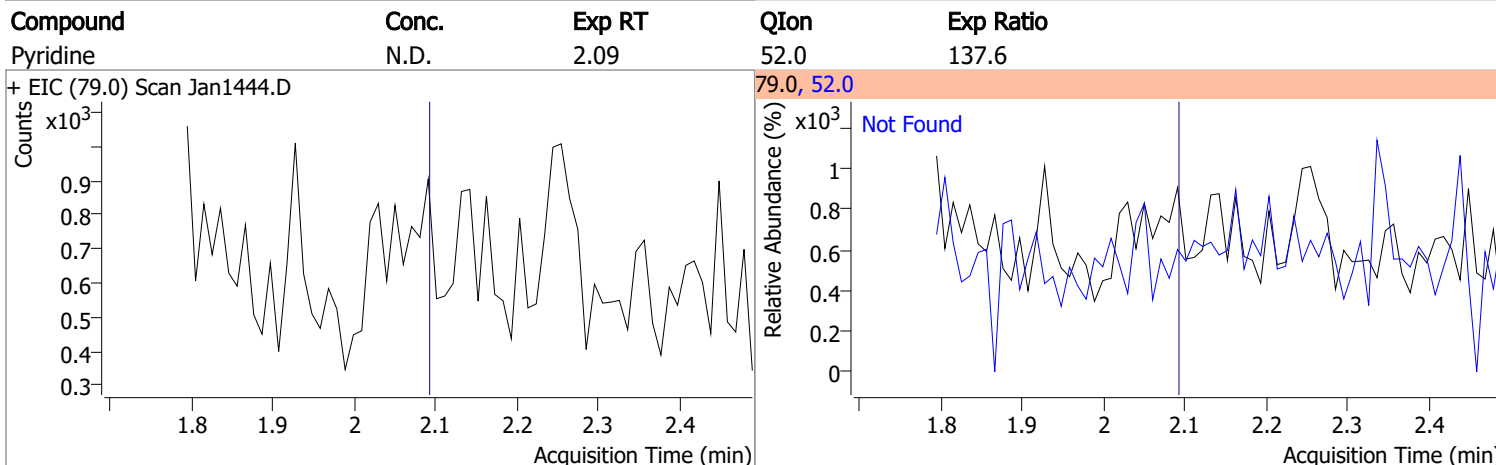 Compound Conc. Exp RT QIon Exp Ratio
Pyridine N.D. 2.09 52.0 137.6
+ EIC (79.0) Scan Jan1444.D
Counts
x10³
0.9
0.8
0.7
0.6
0.5
0.4
0.3
1.8 1.9 2 2.1 2.2 2.3 2.4
Acquisition Time (min)
79.0, 52.0
Relative Abundance (%)
x10³
Not Found
1
0.8
0.6
0.4
0.2
0
1.8 1.9 2 2.1 2.2 2.3 2.4
Acquisition Time (min)